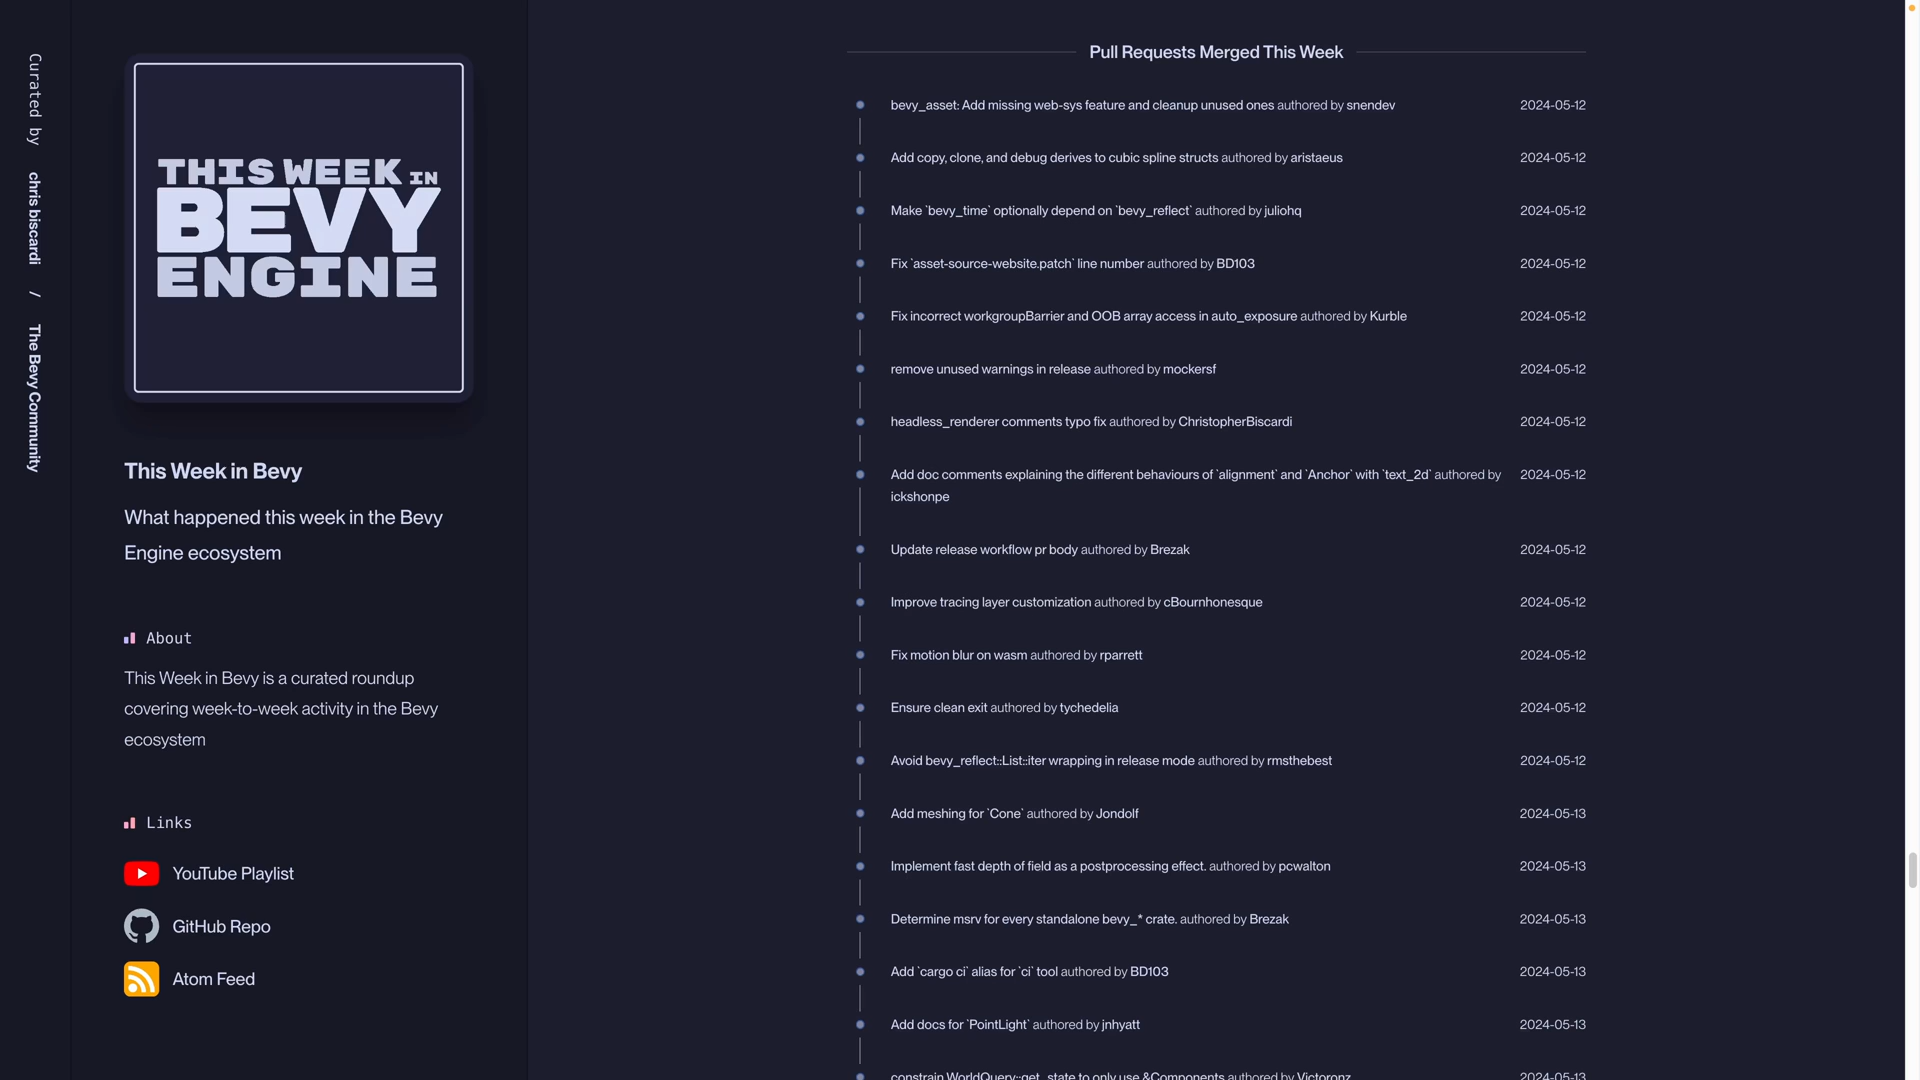 Curated by chris biscardi / The Bevy Community
THIS WEEK IN
BEVY
ENGINE
This Week in Bevy
What happened this week in the Bevy
Engine ecosystem
About
This Week in Bevy is a curated roundup
covering week-to-week activity in the Bevy
ecosystem
Links
YouTube Playlist
GitHub Repo
Atom Feed
Pull Requests Merged This Week
bevy_asset: Add missing web-sys feature and cleanup unused ones authored by snendev 2024-05-12
Add copy, clone, and debug derives to cubic spline structs authored by aristaeus 2024-05-12
Make `bevy_time` optionally depend on `bevy_reflect` authored by juliohq 2024-05-12
Fix `asset-source-website.patch` line number authored by BD103 2024-05-12
Fix incorrect workgroupBarrier and OOB array access in auto_exposure authored by Kurble 2024-05-12
remove unused warnings in release authored by mockersf 2024-05-12
headless_renderer comments typo fix authored by ChristopherBiscardi 2024-05-12
Add doc comments explaining the different behaviours of `alignment` and `Anchor` with `text_2d` authored by 2024-05-12
ickshonpe
Update release workflow pr body authored by Brezak 2024-05-12
Improve tracing layer customization authored by cBournhonesque 2024-05-12
Fix motion blur on wasm authored by rparrett 2024-05-12
Ensure clean exit authored by tychedelia 2024-05-12
Avoid bevy_reflect::List::iter wrapping in release mode authored by rmsthebest 2024-05-12
Add meshing for `Cone` authored by Jondolf 2024-05-13
Implement fast depth of field as a postprocessing effect. authored by pcwalton 2024-05-13
Determine msrv for every standalone bevy_* crate. authored by Brezak 2024-05-13
Add `cargo ci` alias for `ci` tool authored by BD103 2024-05-13
Add docs for `PointLight` authored by jnhyatt 2024-05-13
constrain WorldQuery::get_state to only use &Components authored by Victoronz 2024-05-13